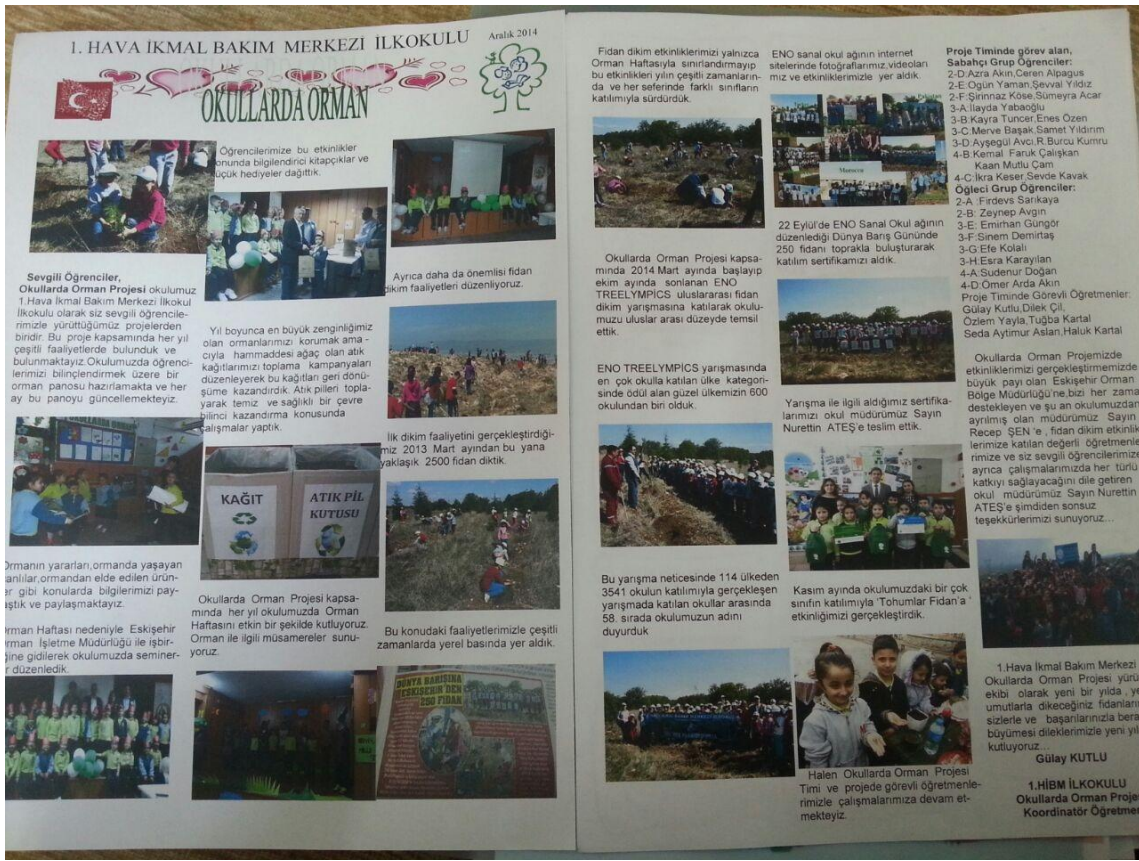 1. HAVA İKMAL BAKIM MERKEZİ İLKOKULU
Aralık 2014
OKULLARDA ORMAN
Sevgili Öğrenciler,
Okullarda Orman Projesi okulumuz
1.Hava İkmal Bakım Merkezi İlkokul
İlkokulu olarak siz sevgili öğrencile-
rimizle yürüttüğümüz projelerden
biridir. Bu proje kapsamında her yıl
çeşitli faaliyetlerde bulunduk ve
bulunmaktayız.Okulumuzda öğrenci-
lerimizi bilinçlendirmek üzere bir
orman panosu hazırlamakta ve her
ay bu panoyu güncellemekteyiz.
OKULLARDA ORMAN
Ormanın yararları,ormanda yaşayan
anlılar,ormandan elde edilen ürün-
er gibi konularda bilgilerimizi pay-
aştık ve paylaşmaktayız.
rman Haftası nedeniyle Eskişehir
rman İşletme Müdürlüğü ile işbir-
ğine gidilerek okulumuzda seminer-
r düzenledik.
Öğrencilerimize bu etkinlikler
onunda bilgilendirici kitapçıklar ve
üçük hediyeler dağıttık.
Yıl boyunca en büyük zenginliğimiz
olan ormanlarımızı korumak ama -
cıyla hammaddesi ağaç olan atık
kağıtlarımızı toplama kampanyaları
düzenleyerek bu kağıtları geri dönü-
şüme kazandırdık. Atık pilleri topla-
yarak temiz ve sağlıklı bir çevre
bilinci kazandırma konusunda
çalışmalar yaptık.
KAĞIT
ATIK PİL
KUTUSU
Okullarda Orman Projesi kapsa-
mında her yıl okulumuzda Orman
Haftasını etkin bir şekilde kutluyoruz.
Orman ile ilgili müsamereler sunu-
yoruz.
Ayrıca daha da önemlisi fidan
dikim faaliyetleri düzenliyoruz.
İlk dikim faaliyetini gerçekleştirdiği-
miz 2013 Mart ayından bu yana
yaklaşık 2500 fidan diktik.
Bu konudaki faaliyetlerimizle çeşitli
zamanlarda yerel basında yer aldık.
DÜNYA BARIŞINA
ESKİŞEHİR'DEN
250 FİDAN
Fidan dikim etkinliklerimizi yalnızca
Orman Haftasıyla sınırlandırmayıp
bu etkinlikleri yılın çeşitli zamanların-
da ve her seferinde farklı sınıfların
katılımıyla sürdürdük.
Okullarda Orman Projesi kapsa-
mında 2014 Mart ayında başlayıp
ekim ayında sonlanan ENO
TREELYMPICS uluslararası fidan
dikim yarışmasına katılarak okulu-
muzu uluslar arası düzeyde temsil
ettik.
ENO TREELYMPICS yarışmasında
en çok okulla katılan ülke kategori-
sinde ödül alan güzel ülkemizin 600
okulundan biri olduk.
Bu yarışma neticesinde 114 ülkeden
3541 okulun katılımıyla gerçekleşen
yarışmada katılan okullar arasında
58. sırada okulumuzun adını
duyurduk
ENO sanal okul ağının internet
sitelerinde fotoğraflarımız,videoları
mız ve etkinliklerimizle yer aldık.
Morocco
22 Eylül'de ENO Sanal Okul ağının
düzenlediği Dünya Barış Gününde
250 fidanı toprakla buluşturarak
katılım sertifikamızı aldık.
Yarışma ile ilgili aldığımız sertifika-
larımızı okul müdürümüz Sayın
Nurettin ATEŞ'e teslim ettik.
Kasım ayında okulumuzdaki bir çok
sınıfın katılımıyla 'Tohumlar Fidan'a '
etkinliğimizi gerçekleştirdik.
Halen Okullarda Orman Projesi
Timi ve projede görevli öğretmenle-
rimizle çalışmalarımıza devam et-
mekteyiz.
Proje Timinde görev alan,
Sabahçı Grup Öğrenciler:
2-D:Azra Akın,Ceren Alpagus
2-E:Ogün Yaman,Şevval Yıldız
2-F:Şirinnaz Köse,Sümeyra Acar
3-A:İlayda Yabaoğlu
3-B:Kayra Tuncer,Enes Özen
3-C:Merve Başak,Samet Yıldırım
3-D:Ayşegül Avcı,R.Burcu Kumru
4-B:Kemal Faruk Çalışkan
Kaan Mutlu Çam
4-C:İkra Keser,Sevde Kavak
Öğleci Grup Öğrenciler:
2-A :Firdevs Sarıkaya
2-B: Zeynep Avgın
3-E: Emirhan Güngör
3-F:Sinem Demirtaş
3-G:Efe Kolalı
3-H:Esra Karayılan
4-A:Sudenur Doğan
4-D:Ömer Arda Akın
Proje Timinde Görevli Öğretmenler:
Gülay Kutlu,Dilek Çil,
Özlem Yayla,Tuğba Kartal
Seda Aytimur Aslan,Haluk Kartal
Okullarda Orman Projemizde
etkinliklerimizi gerçekleştirmemizde
büyük payı olan Eskişehir Orman
Bölge Müdürlüğü'ne,bizi her zama
destekleyen ve şu an okulumuzdan
ayrılmış olan müdürümüz Sayın
Recep ŞEN 'e , fidan dikim etkinlik
lerimize katılan değerli öğretmenle
rimize ve siz sevgili öğrencilerimize
ayrıca çalışmalarımızda her türlü
katkıyı sağlayacağını dile getiren
okul müdürümüz Sayın Nurettin
ATEŞ'e şimdiden sonsuz
teşekkürlerimizi sunuyoruz...
1.Hava İkmal Bakım Merkezi
Okullarda Orman Projesi yürü
ekibi olarak yeni bir yılda , ye
umutlarla dikeceğiniz fidanların
sizlerle ve başarılarınızla bera
büyümesi dileklerimizle yeni yılı
kutluyoruz...
Gülay KUTLU
1.HİBM İLKOKULU
Okullarda Orman Proje
Koordinatör Öğretme